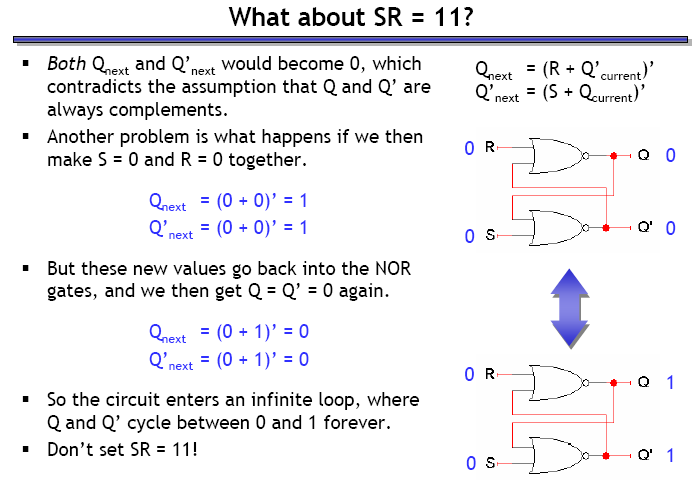 What about SR = 11?
▪ Both Qnext and Q’next would become 0, which
contradicts the assumption that Q and Q’ are
always complements.
▪ Another problem is what happens if we then
make S = 0 and R = 0 together.
Qnext = (0 + 0)’ = 1
Q’next = (0 + 0)’ = 1
▪ But these new values go back into the NOR
gates, and we then get Q = Q’ = 0 again.
Qnext = (0 + 1)’ = 0
Q’next = (0 + 1)’ = 0
▪ So the circuit enters an infinite loop, where
Q and Q’ cycle between 0 and 1 forever.
▪ Don’t set SR = 11!
Qnext = (R + Q’current)’
Q’next = (S + Qcurrent)’
0 R Q 0
0 S Q' 0
0 R Q 1
0 S Q' 1